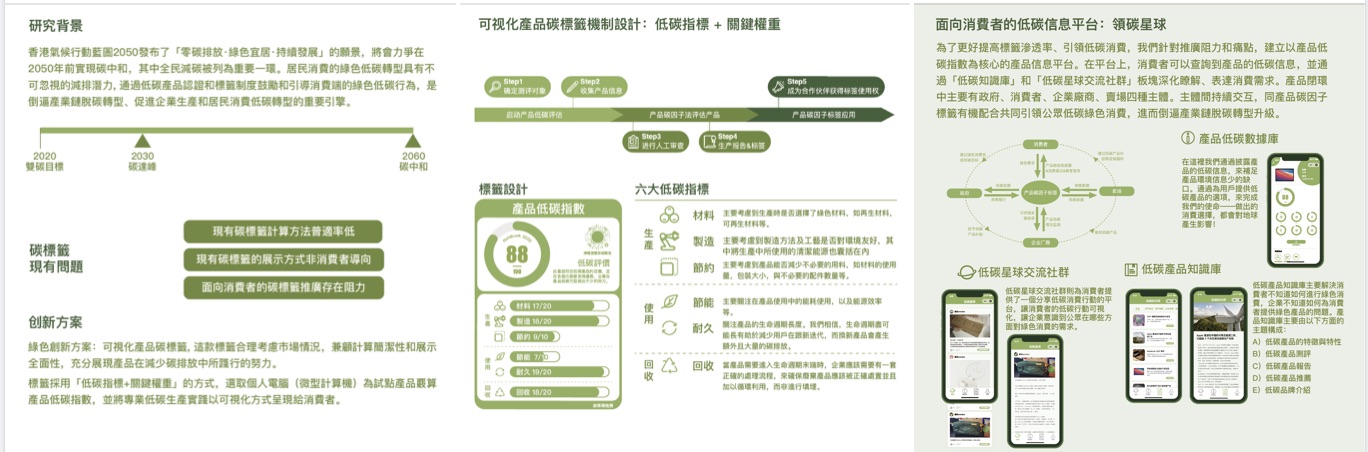 研究背景
香港氣候行動藍圖2050發布了「零碳排放·綠色宜居·持續發展」的願景，將會力爭在
2050年前實現碳中和，其中全民減碳被列為重要一環。居民消費的綠色低碳轉型具有不
可忽視的減排潛力，通過低碳產品認證和標籤制度鼓勵和引導消費端的綠色低碳行為，是
倒逼產業鏈脫碳轉型、促進企業生產和居民消費低碳轉型的重要引擎。
2020
雙碳目標
2030
碳達峰
2060
碳中和
碳標籤
現有問題
現有碳標籤計算方法普適率低
現有碳標籤的展示方式非消費者導向
面向消費者的碳標籤推廣存在阻力
創新方案
綠色創新方案：可視化產品碳標籤，這款標籤合理考慮市場情況，兼顧計算簡潔性和展示
全面性，充分展現產品在減少碳排放中所踐行的努力。
標籤採用「低碳指標+關鍵權重」的方式，選取個人電腦（微型計算機）為試點產品覈算
產品低碳指數，並將專業低碳生產實踐以可視化方式呈現給消費者。
可視化產品碳標籤機制設計：低碳指標 + 關鍵權重
Step1
确定测评对象
Step2
收集产品信息
Step5
成为合作伙伴获得标签使用权
启动产品低碳评估
产品碳因子法评估产品
产品碳因子标签应用
Step3
进行人工审查
Step4
生产报告&标签
標籤設計
產品低碳指數
88
100
低碳評價
生產
材料 17/20
製造 18/20
節約 9/10
使用
節能 7/10
耐久 19/20
回收
回收 18/20
六大低碳指標
生產
材料
主要考慮到生產時是否選擇了綠色材料，如再生材料，
可再生材料等。
製造
主要考慮到製造方法及工藝是否對環境友好，其
中將生產中所使用的清潔能源也囊括在內
節約
主要考慮到產品能否減少不必要的用料，如材料的使用
量，包裝大小，與不必要的配件數量等。
使用
節能
主要關注在產品使用中的能耗使用，以及能源效率
等。
耐久
關注產品的生命週期長度，我們相信，生命週期盡可
能長有助於減少用戶在跟新迭代，而換新產品會產生
額外且大量的碳排放。
回收
回收
當產品需要進入生命週期末端時，企業應該需要有一套
正確的處理流程，來確保廢棄產品應該被正確處置並且
加以循環利用，而非進行填埋。
面向消費者的低碳信息平台：領碳星球
為了更好提高標籤滲透率、引領低碳消費，我們針對推廣阻力和痛點，建立以產品低
碳指數為核心的產品信息平台。在平台上，消費者可以查詢到產品的低碳信息，並通
過「低碳知識庫」和「低碳星球交流社群」板塊深化瞭解、表達消費需求。產品閉環
中主要有政府、消費者、企業廠商、賣場四種主體。主體間持續交互，同產品碳因子
標籤有機配合共同引領公眾低碳綠色消費，進而倒逼產業鏈脫碳轉型升級。
消费者
政府
产品碳因子标签
卖场
企业厂商
產品低碳數據庫
在這裡我們通過披露產
品的低碳信息，來補足
產品環境信息少的缺
口。通過為用戶提供低
碳產品的選項，來完成
我們的使命——做出的
消費選擇，都會對地球
產生影響！
低碳星球交流社群
低碳星球交流社群則為消費者提
供了一個分享低碳消費行動的平
台，讓消費者的低碳行動可視
化，讓企業意識到公眾在哪些方
面對綠色消費的需求。
低碳產品知識庫
低碳產品知識庫主要解決消
費者不知道如何進行綠色消
費，企業不知道如何為消費
者提供綠色產品的問題。產
品知識庫主要由以下方面的
主題構成：
A）低碳產品的特徵與特性
B）低碳產品測評
C）低碳產品報告
D）低碳產品推薦
E）低碳品牌介紹